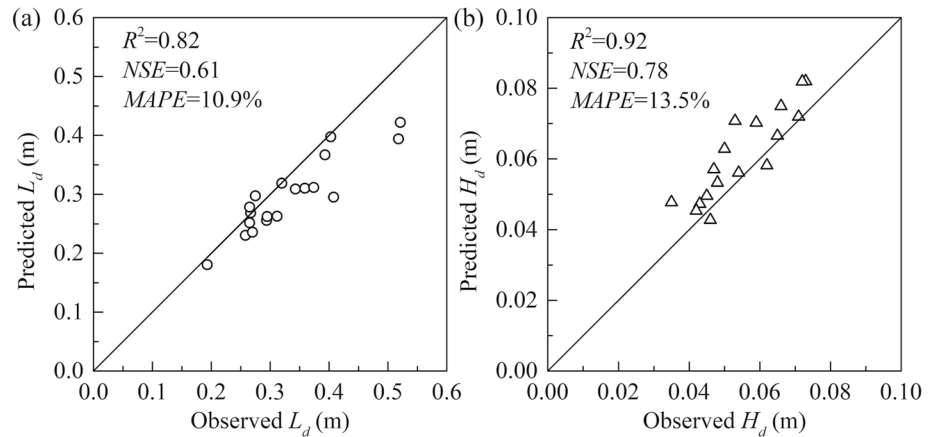 (a)
R²=0.82
NSE=0.61
MAPE=10.9%
0.6
0.5
0.4
0.3
0.2
0.1
0.0
Predicted L_d (m)
0.0 0.1 0.2 0.3 0.4 0.5 0.6
Observed L_d (m)
(b)
R²=0.92
NSE=0.78
MAPE=13.5%
0.10
0.08
0.06
0.04
0.02
0.00
Predicted H_d (m)
0.00 0.02 0.04 0.06 0.08 0.10
Observed H_d (m)